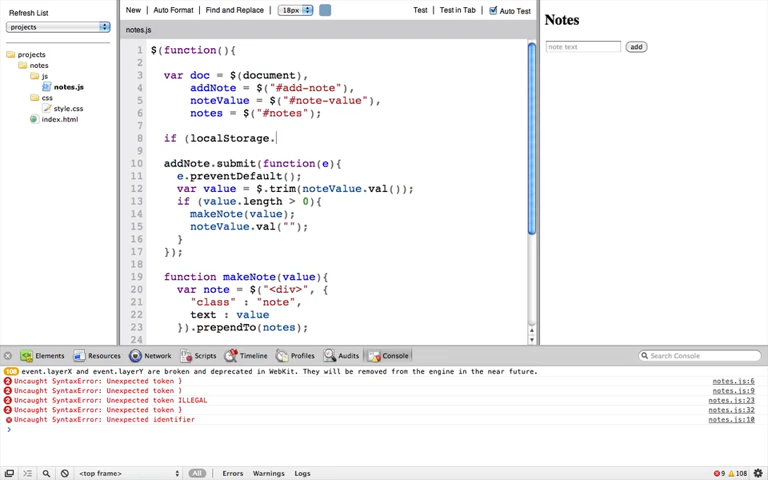 Refresh List
projects
projects
notes
js
notes.js
css
style.css
index.html
New Auto Format Find and Replace 18px Test Test in Tab Auto Test
notes.js
1 $(function(){
2
3 var doc = $(document),
4 addNote = $("#add-note"),
5 noteValue = $("#note-value"),
6 notes = $("#notes");
7
8 if (localStorage.
9
10 addNote.submit(function(e){
11 e.preventDefault();
12 var value = $.trim(noteValue.val());
13 if (value.length > 0){
14 makeNote(value);
15 noteValue.val("");
16 }
17 });
18
19 function makeNote(value){
20 var note = $("<div>", {
21 "class" : "note",
22 text : value
23 }).prependTo(notes);
24
Notes
note text add
Elements Resources Network Scripts Timeline Profiles Audits Console Search Console
106 event.layerX and event.layerY are broken and deprecated in WebKit. They will be removed from the engine in the near future.
2 Uncaught SyntaxError: Unexpected token } notes.js:6
2 Uncaught SyntaxError: Unexpected token ) notes.js:9
2 Uncaught SyntaxError: Unexpected token ILLEGAL notes.js:23
2 Uncaught SyntaxError: Unexpected token } notes.js:32
Uncaught SyntaxError: Unexpected identifier notes.js:10
>
<top frame> All Errors Warnings Logs 9 108